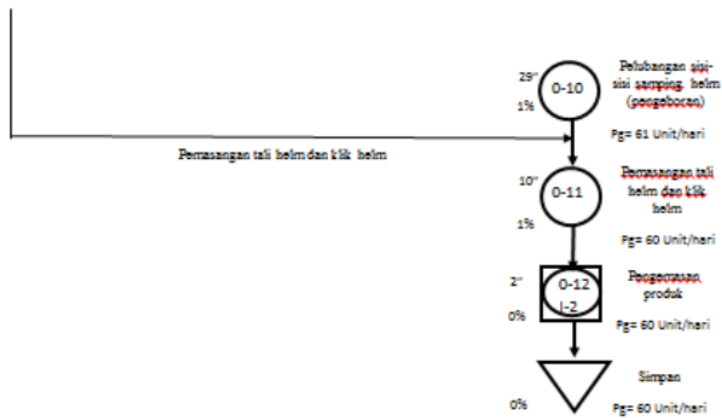 29"
1%
0-10
Pelubangan sisi-
sisi samping helm
(pengeboran)
Pg= 61 Unit/hari
Pemasangan tali helm dan klik helm
10"
1%
0-11
Pemasangan tali
helm dan klik
helm
Pg= 60 Unit/hari
2"
0%
0-12
I-2
Pengemasan
produk
Pg= 60 Unit/hari
0%
Simpan
Pg= 60 Unit/hari